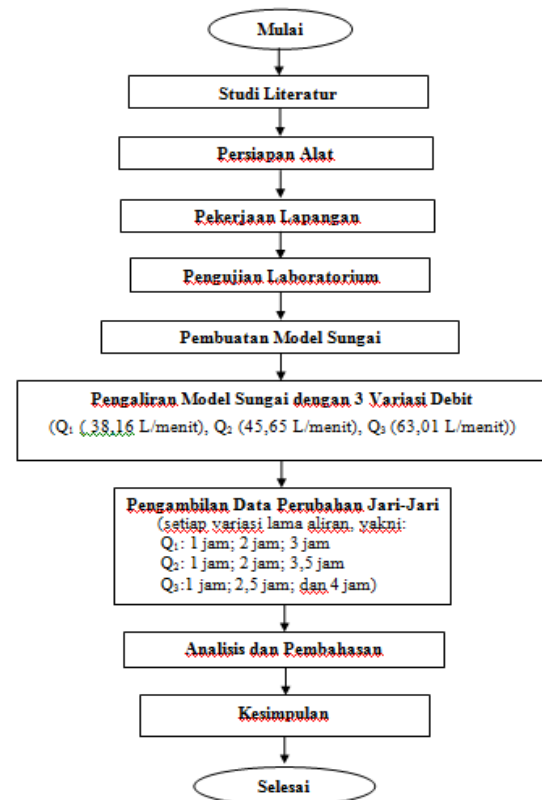 Mulai
Studi Literatur
Persiapan Alat
Pekerjaan Lapangan
Pengujian Laboratorium
Pembuatan Model Sungai
Pengaliran Model Sungai dengan 3 Variasi Debit
(Q₁ ( 38,16 L/menit), Q₂ (45,65 L/menit), Q₃ (63,01 L/menit))
Pengambilan Data Perubahan Jari-Jari
(setiap variasi lama aliran, yakni:
Q₁: 1 jam; 2 jam; 3 jam
Q₂: 1 jam; 2 jam; 3,5 jam
Q₃:1 jam; 2,5 jam; dan 4 jam)
Analisis dan Pembahasan
Kesimpulan
Selesai